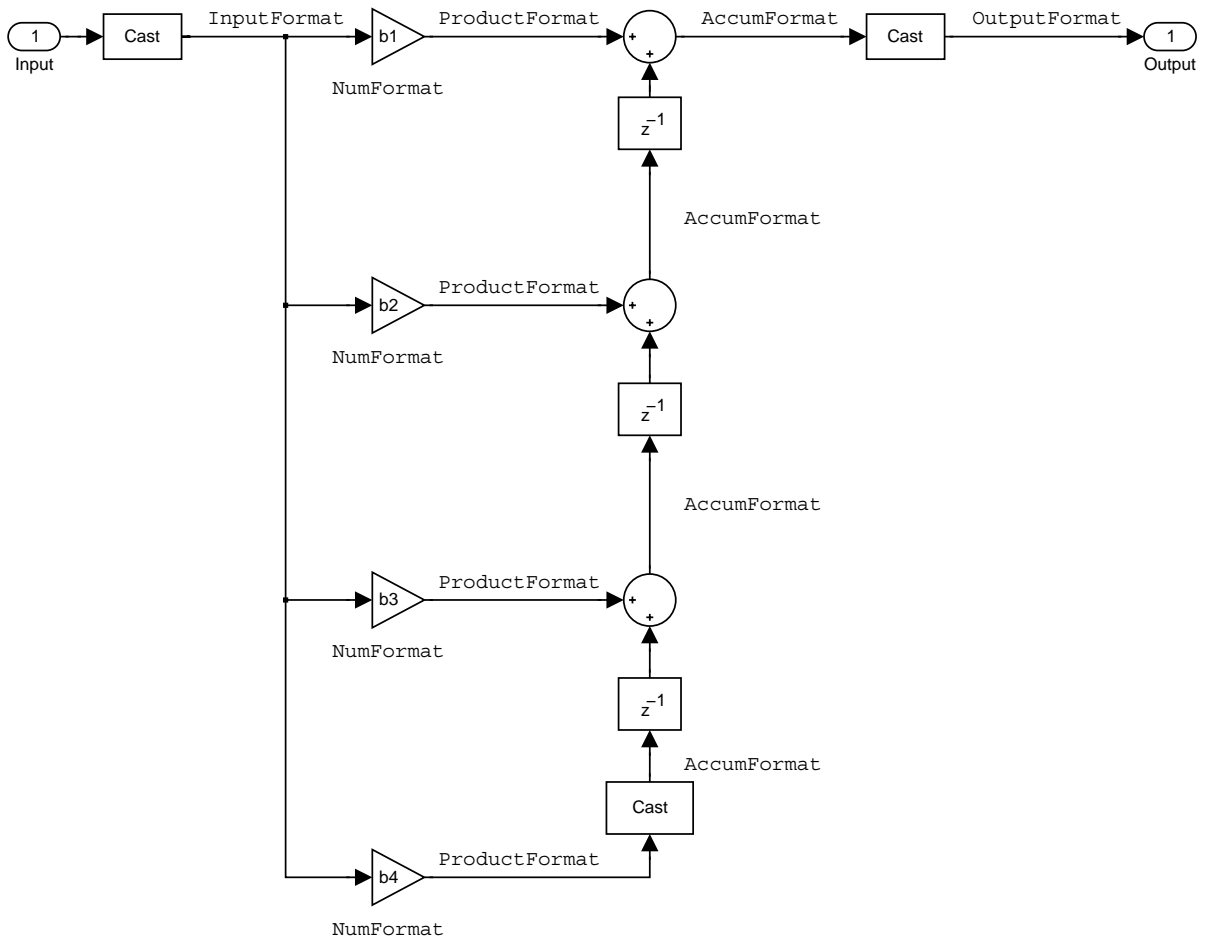 InputFormat
ProductFormat
AccumFormat
OutputFormat
1
Cast
b1
+
+
Cast
1
Input
Output
NumFormat
z⁻¹
AccumFormat
ProductFormat
b2
+
+
NumFormat
z⁻¹
AccumFormat
ProductFormat
b3
+
+
NumFormat
z⁻¹
AccumFormat
Cast
ProductFormat
b4
NumFormat